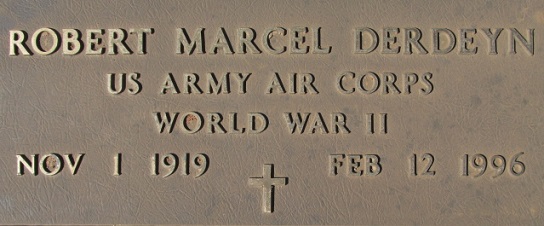 ROBERT MARCEL DERDEYN
US ARMY AIR CORPS
WORLD WAR II
NOV 1 1919 FEB 12 1996